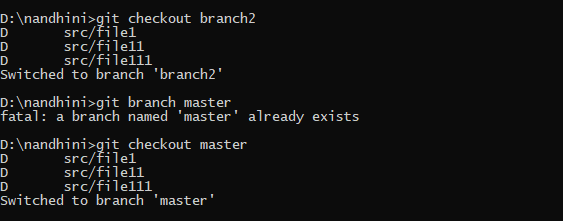 D:\nandhini>git checkout branch2
D       src/file1
D       src/file11
D       src/file111
Switched to branch 'branch2'
D:\nandhini>git branch master
fatal: a branch named 'master' already exists
D:\nandhini>git checkout master
D       src/file1
D       src/file11
D       src/file111
Switched to branch 'master'